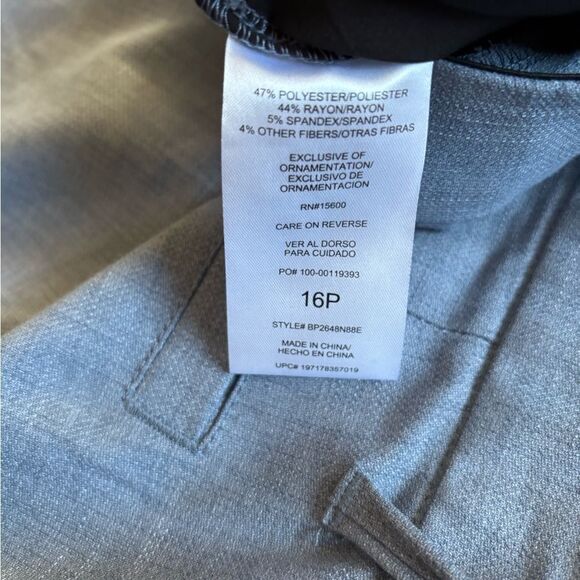 47% POLYESTER/POLIESTER
44% RAYON/RAYON
5% SPANDEX/SPANDEX
4% OTHER FIBERS/OTRAS FIBRAS
EXCLUSIVE OF
ORNAMENTATION/
EXCLUSIVO DE
ORNAMENTACION
RN#15600
CARE ON REVERSE
VER AL DORSO
PARA CUIDADO
PO# 100-00119393
16P
STYLE# BP2648N88E
MADE IN CHINA/
HECHO EN CHINA
UPC# 197178357019